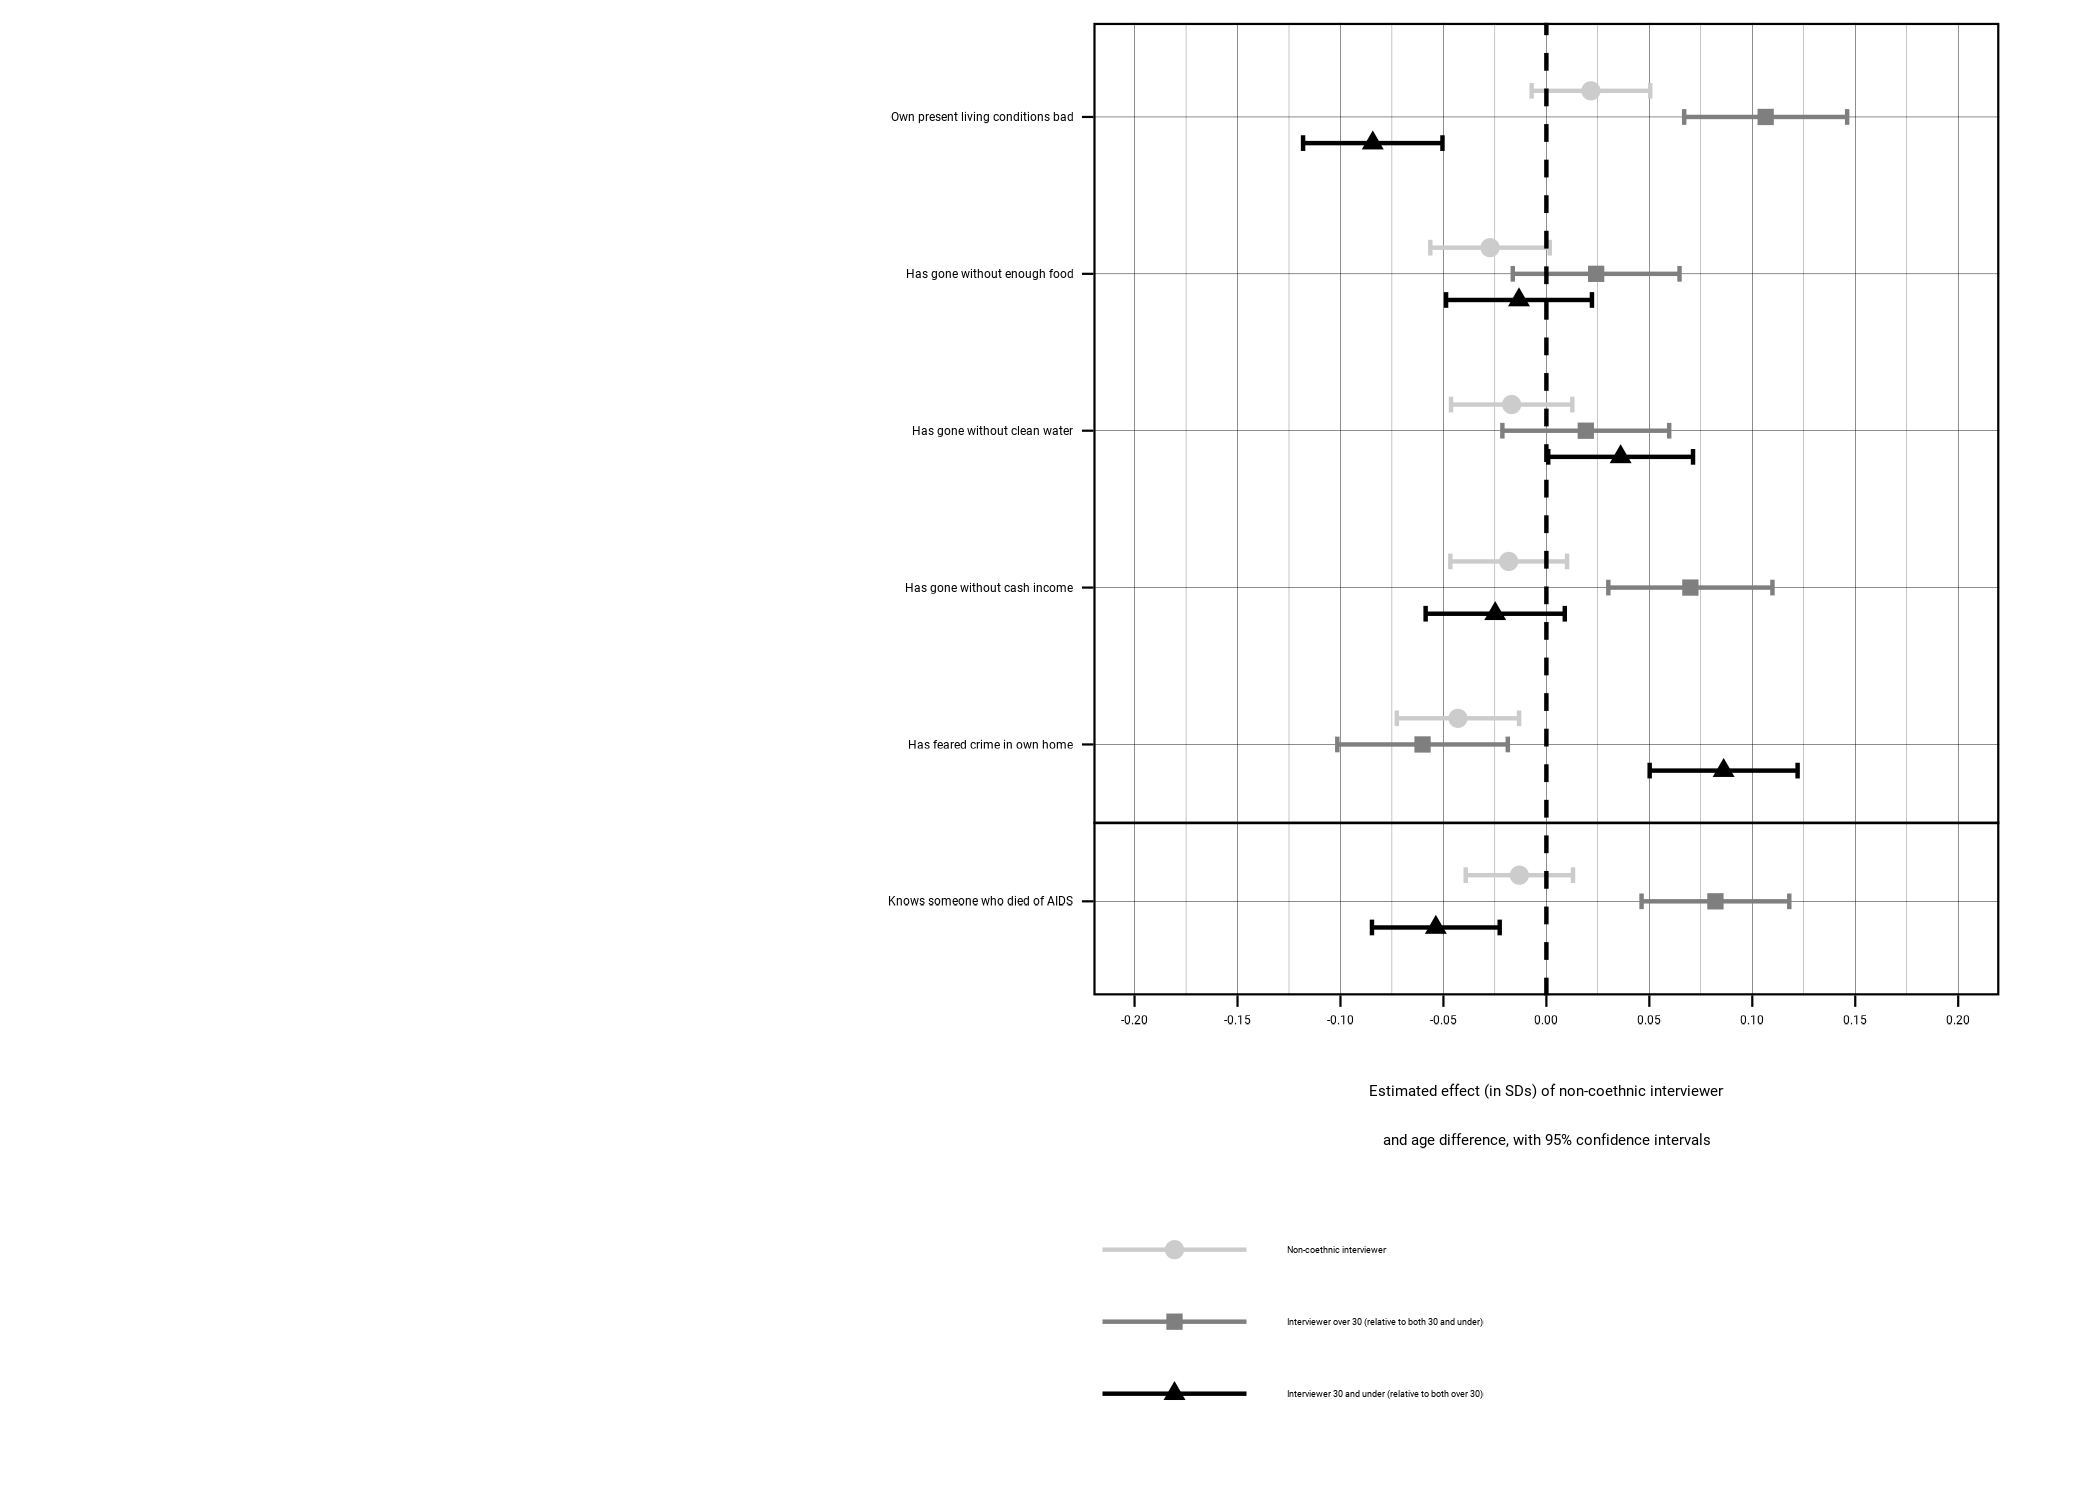 Own present living conditions bad
Has gone without enough food
Has gone without clean water
Has gone without cash income
Has feared crime in own home
Knows someone who died of AIDS
-0.20 -0.15 -0.10 -0.05 0.00 0.05 0.10 0.15 0.20
Estimated effect (in SDs) of non-coethnic interviewer
and age difference, with 95% confidence intervals
Non-coethnic interviewer
Interviewer over 30 (relative to both 30 and under)
Interviewer 30 and under (relative to both over 30)